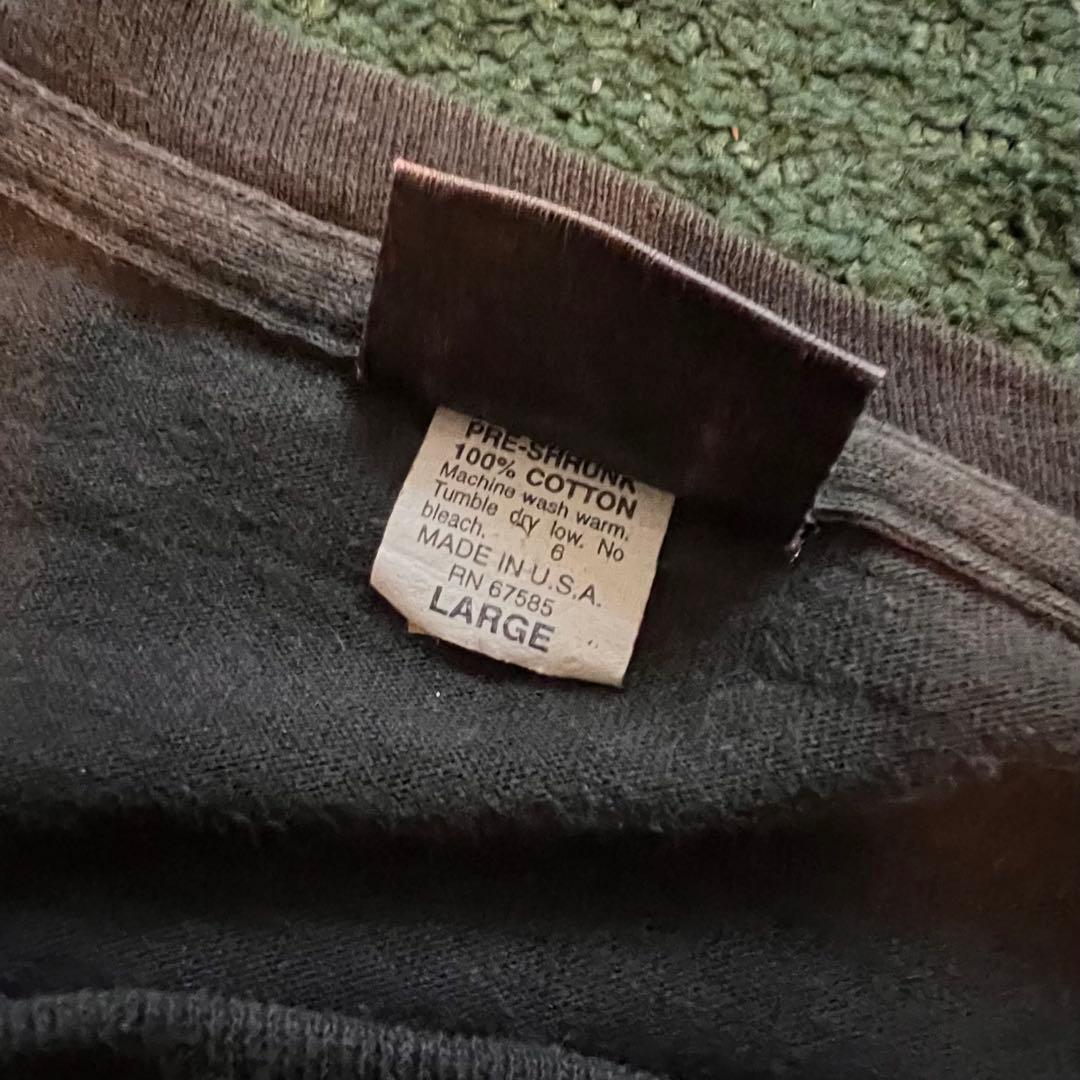 PRE-SHRUNK
100% COTTON
Machine wash warm.
Tumble dry low. No
bleach. 6
MADE IN U.S.A.
RN 67585
LARGE